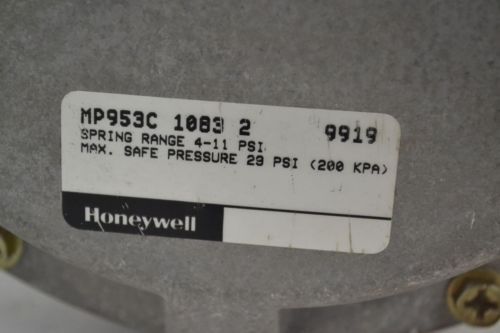 MP953C 1083 2 9919
SPRING RANGE 4-11 PSI
MAX. SAFE PRESSURE 29 PSI (200 KPA)
Honeywell